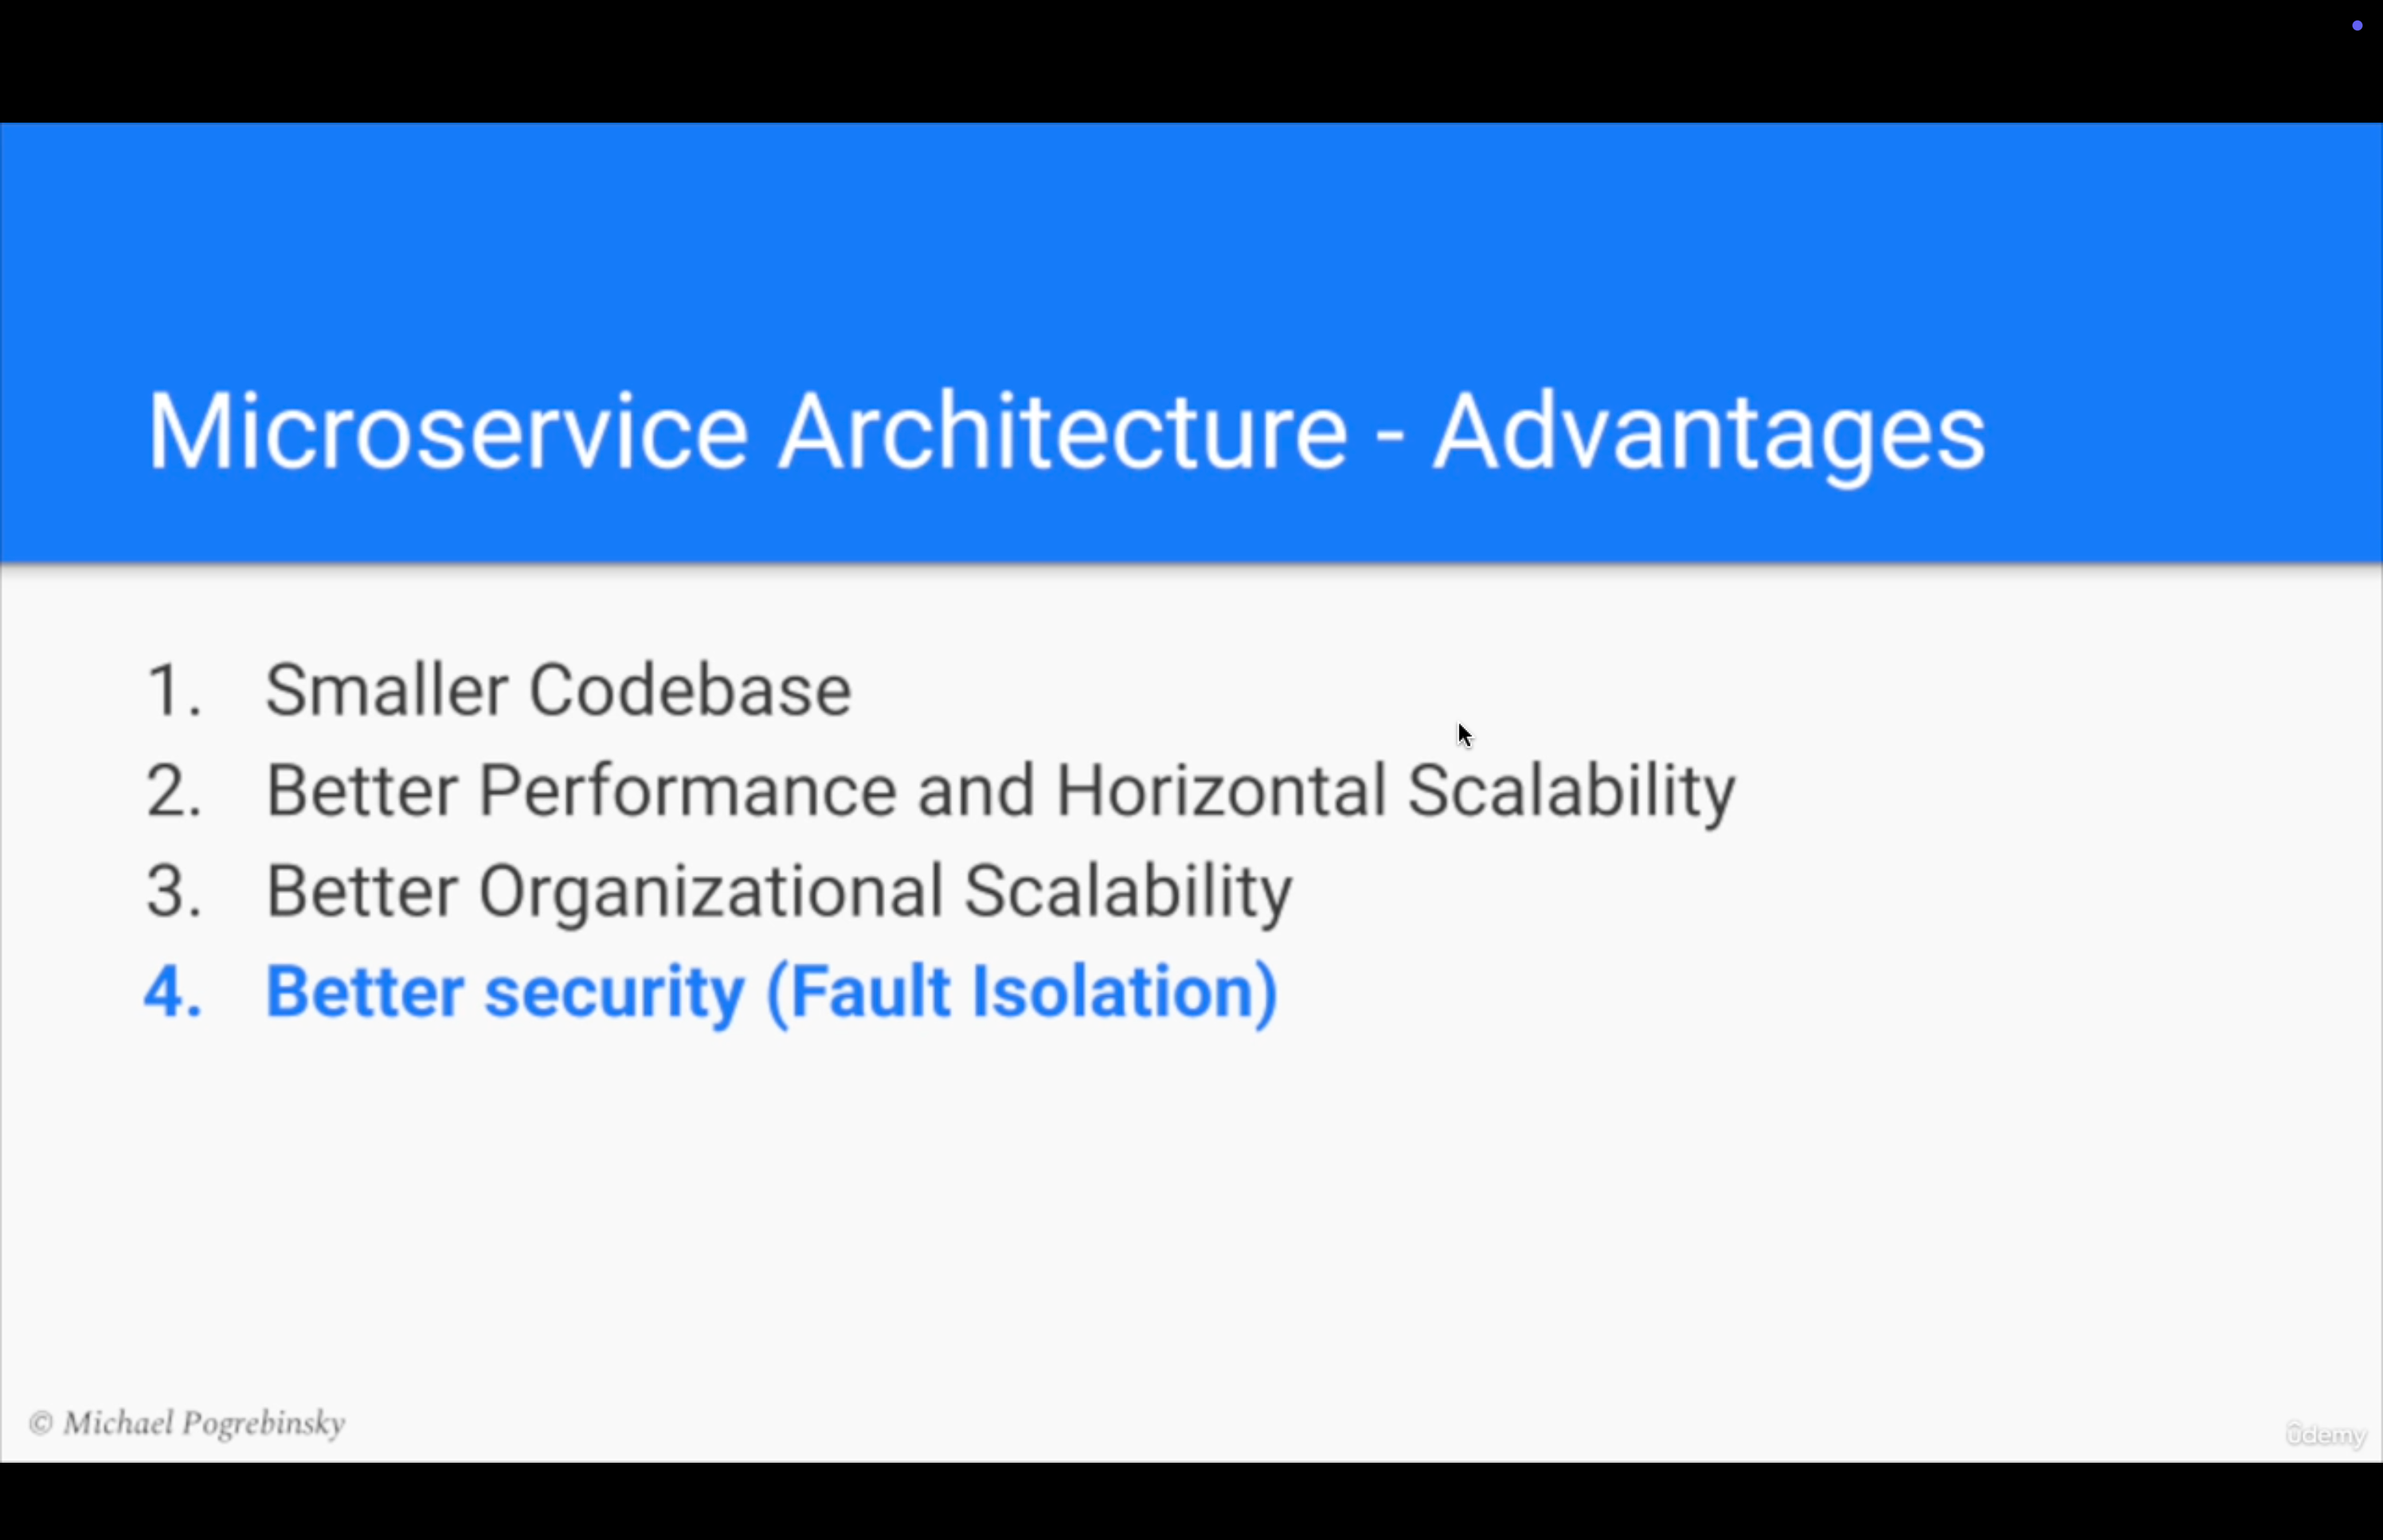 Microservice Architecture - Advantages
1. Smaller Codebase
2. Better Performance and Horizontal Scalability
3. Better Organizational Scalability
4. Better security (Fault Isolation)
© Michael Pogrebinsky
ûdemy